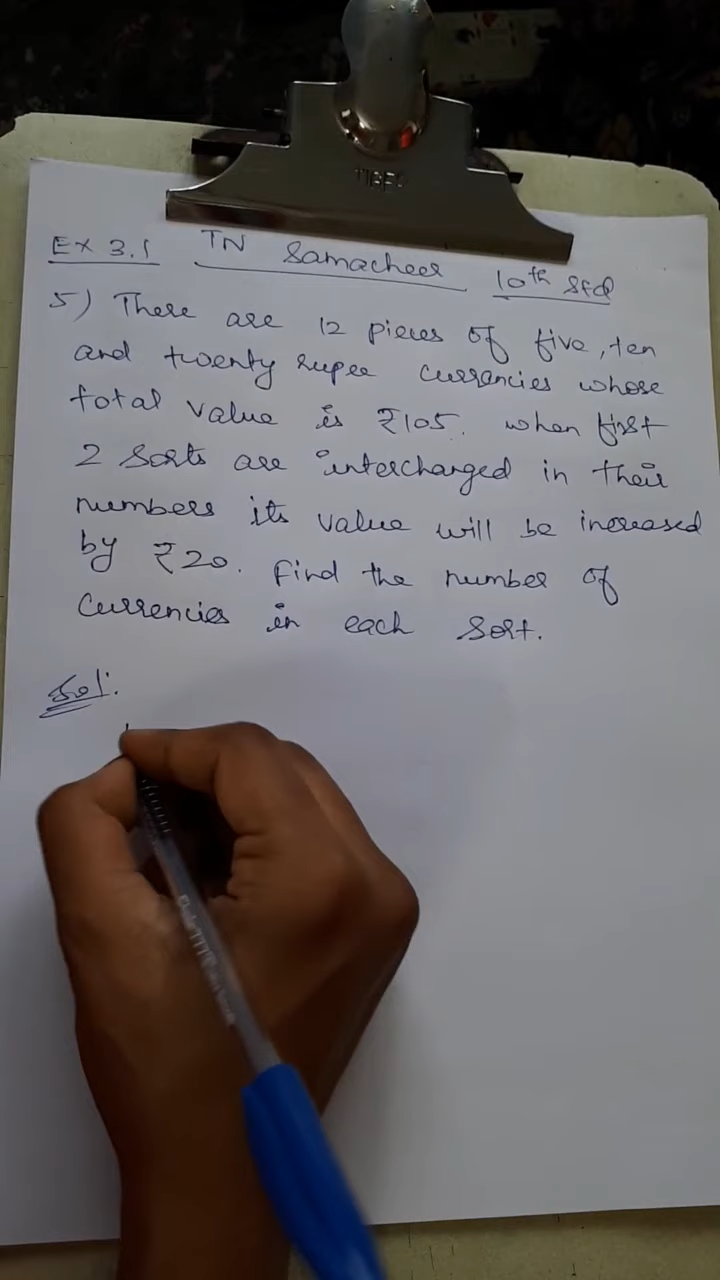 Ex 3.1 TN Samacheer 10th Std
5) There are 12 pieces of five, ten
and twenty rupee currencies whose
total value is ₹105. when first
2 sorts are interchanged in their
numbers its value will be increased
by ₹20. Find the number of
currencies in each sort.
Sol: